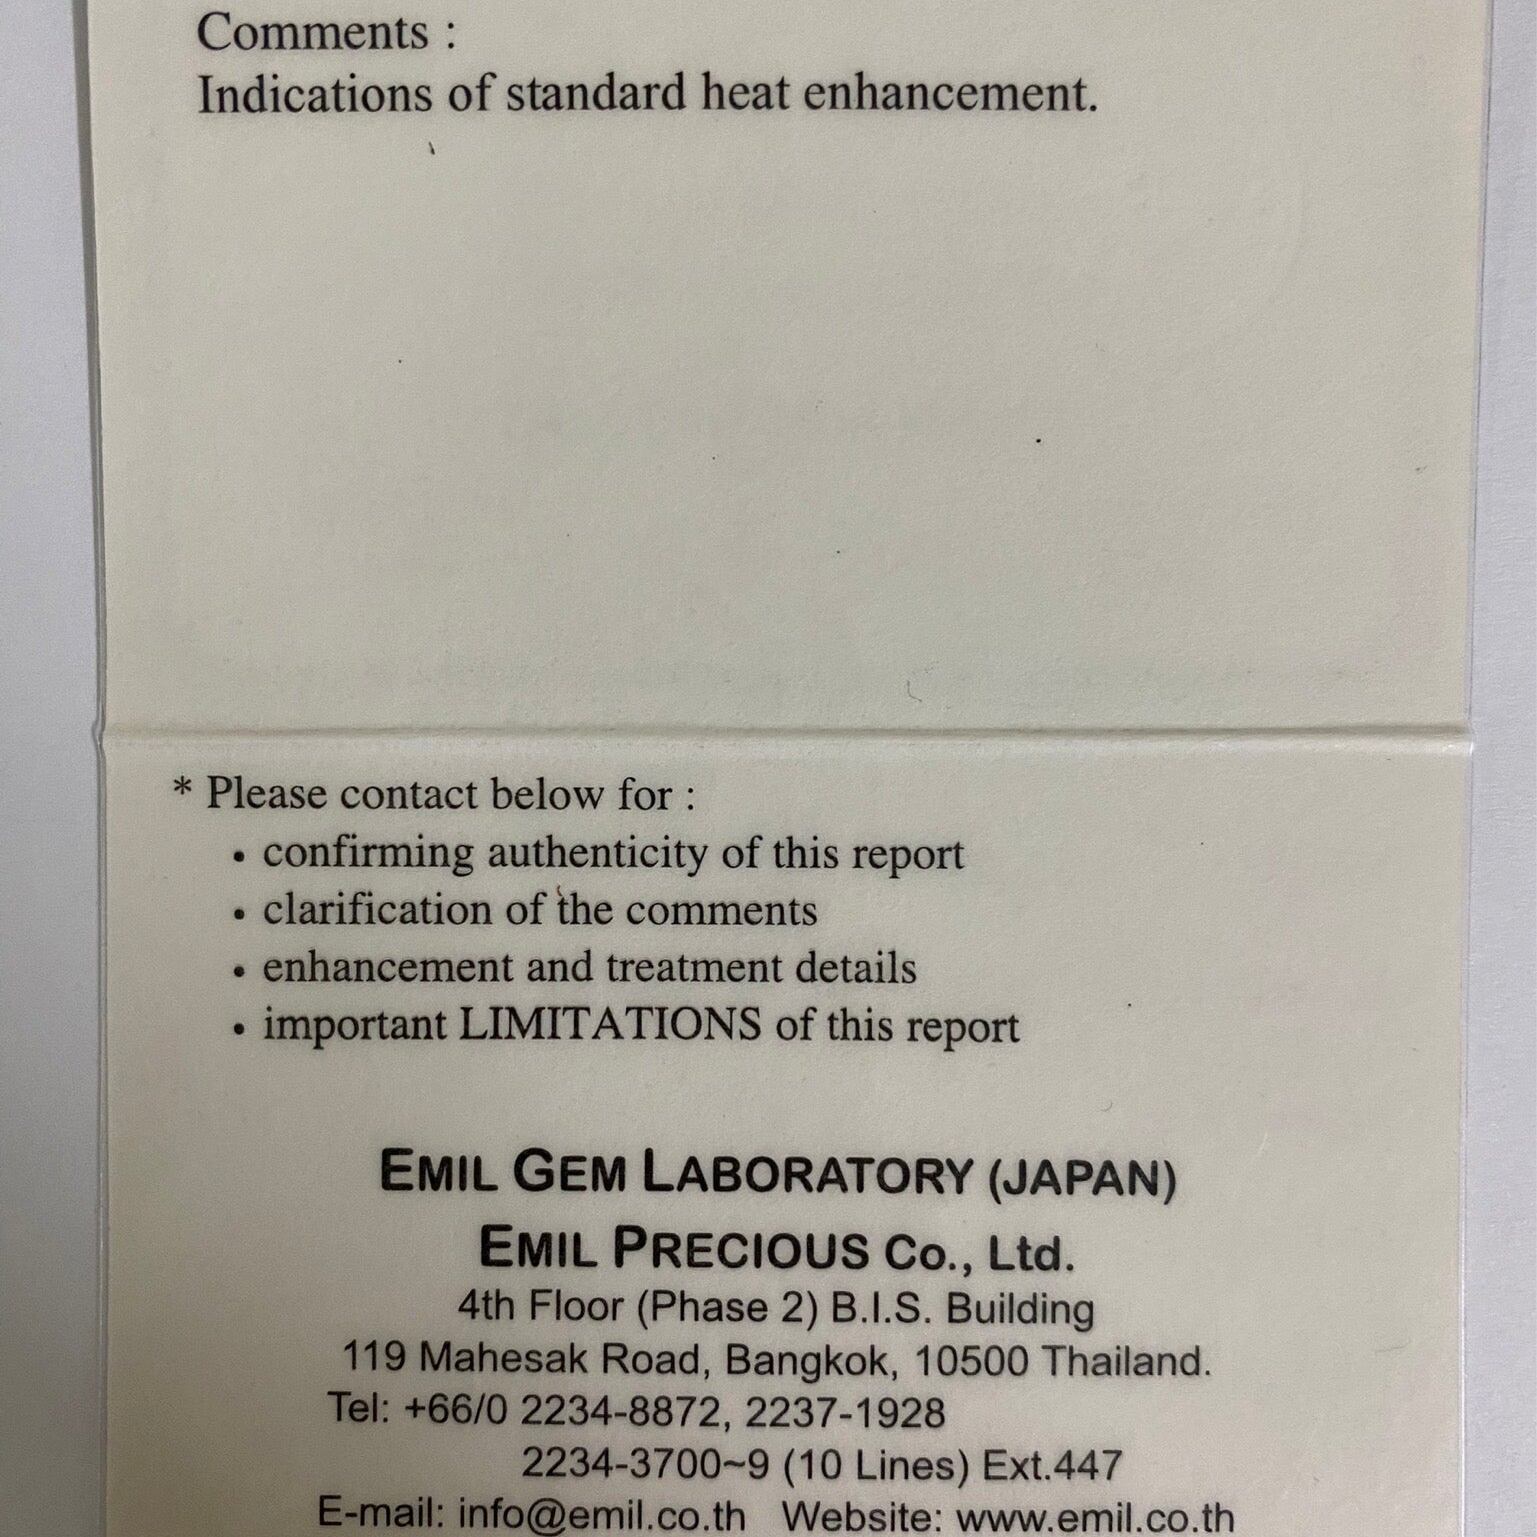 Comments :
Indications of standard heat enhancement.
* Please contact below for :
• confirming authenticity of this report
• clarification of the comments
• enhancement and treatment details
• important LIMITATIONS of this report
EMIL GEM LABORATORY (JAPAN)
EMIL PRECIOUS Co., Ltd.
4th Floor (Phase 2) B.I.S. Building
119 Mahesak Road, Bangkok, 10500 Thailand.
Tel: +66/0 2234-8872, 2237-1928
2234-3700~9 (10 Lines) Ext.447
E-mail: info@emil.co.th Website: www.emil.co.th